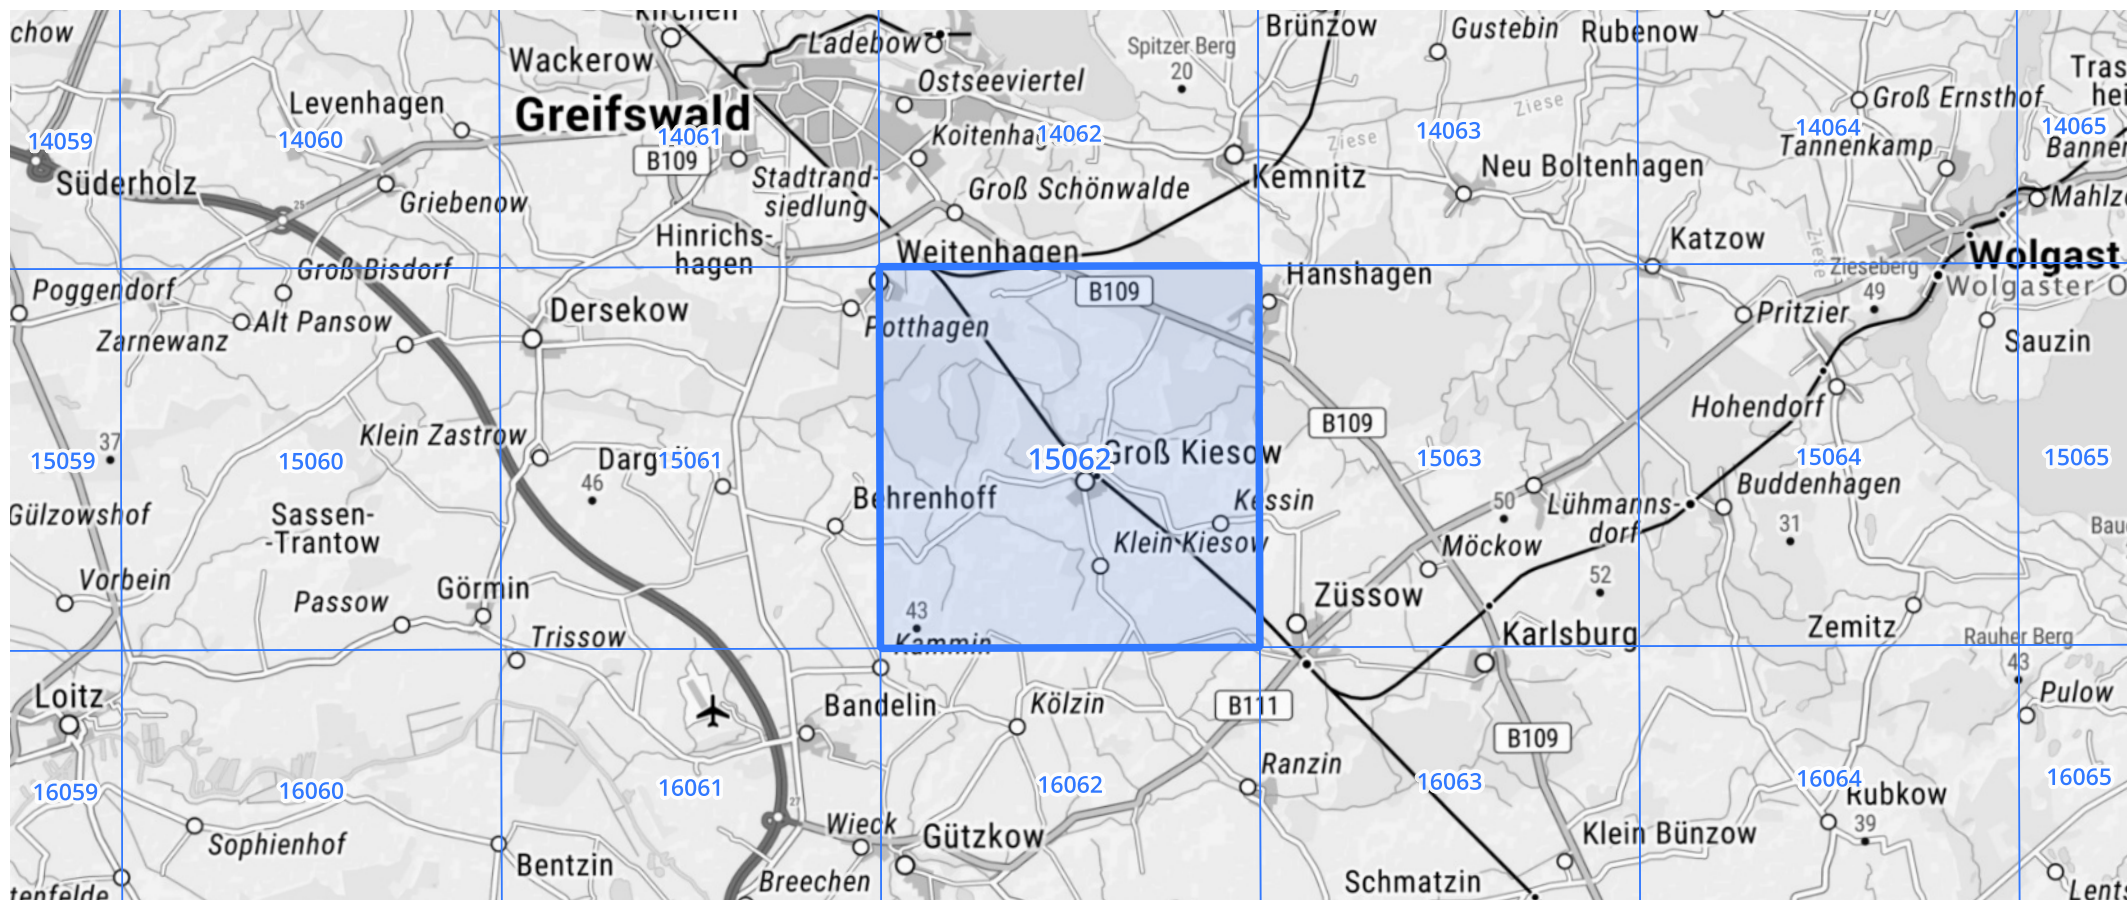 chow
Kirchen
Wackerow
Ladebow
Ostseeviertel
Spitzer Berg
20
Brünzow
Gustebin
Rubenow
Levenhagen
Greifswald
Ziese
Groß Ernsthof
14059
14060
14061
14062
14063
14064
14065
B109
Ziese
Tannenkamp
Süderholz
25
Griebenow
Stadtrand-
siedlung
Groß Schönwalde
Kemnitz
Neu Boltenhagen
Hinrichs-
hagen
Weitenhagen
Katzow
Ziese
Wolgast
Poggendorf
Groß Bisdorf
Dersekow
B109
Hanshagen
Zieseberg
49
Alt Pansow
Zarnewanz
Potthagen
Pritzier
Sauzin
Klein Zastrow
B109
Hohendorf
37
15059
15060
15061
15062
Groß Kiesow
15063
15064
15065
46
Behrenhoff
Kessin
50
Lühmanns-
dorf
Buddenhagen
31
Gülzowshof
Sassen-
-Trantow
Klein Kiesow
Möckow
Vorbein
Passow
Görmin
Trissow
43
Kammin
Züssow
52
Karlsburg
Zemitz
Rauher Berg
43
Loitz
Bandelin
Kölzin
B111
B109
Pulow
16059
16060
16061
16062
Ranzin
16063
16064
16065
Rubkow
39
27
Sophienhof
Wieck
Gützkow
Klein Bünzow
Bentzin
Breechen
Schmatzin
tenfelde